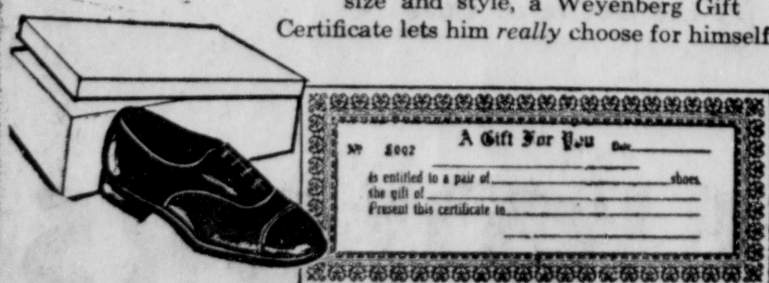 size and style, a Weyenberg Gift
Certificate lets him really choose for himself
A Gift For You
Nº 2002 Date
is entitled to a pair of shoes
the gift of
Present this certificate to